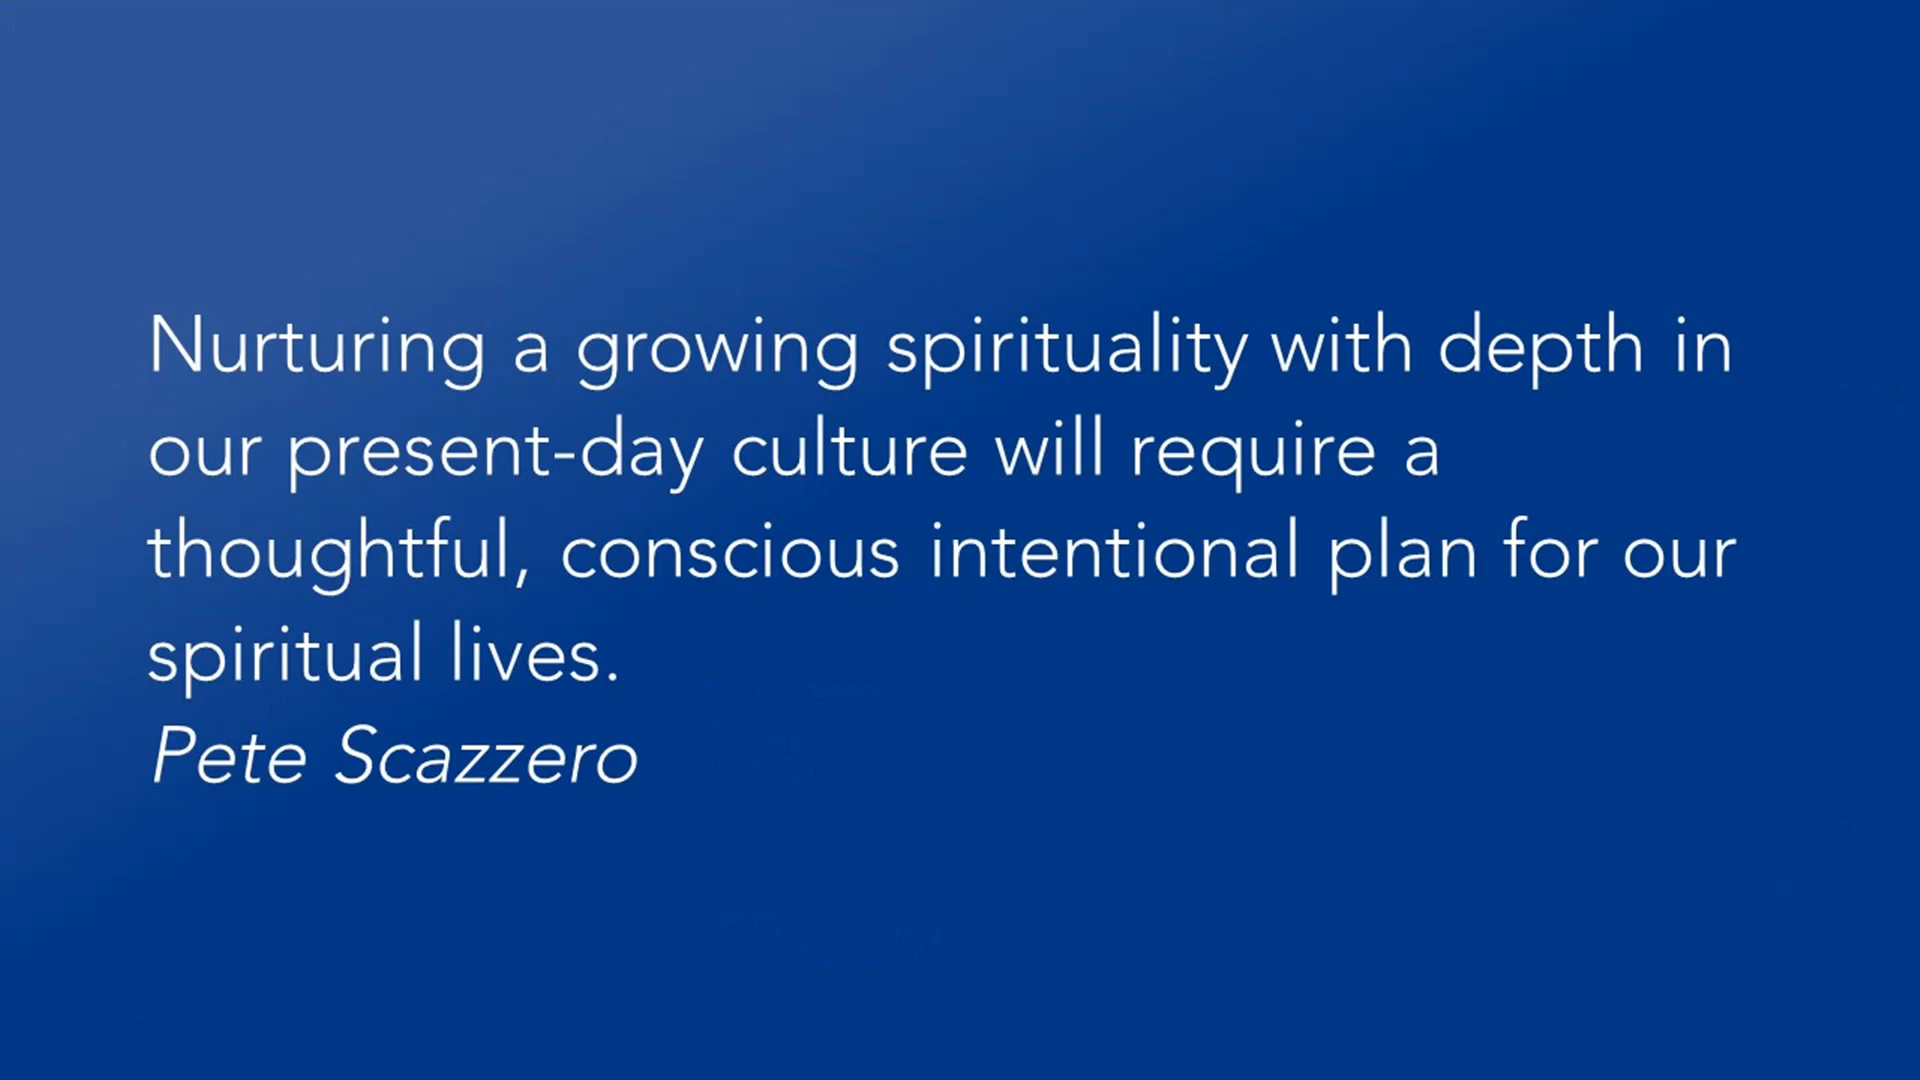 Nurturing a growing spirituality with depth in
our present-day culture will require a
thoughtful, conscious intentional plan for our
spiritual lives.
Pete Scazzero